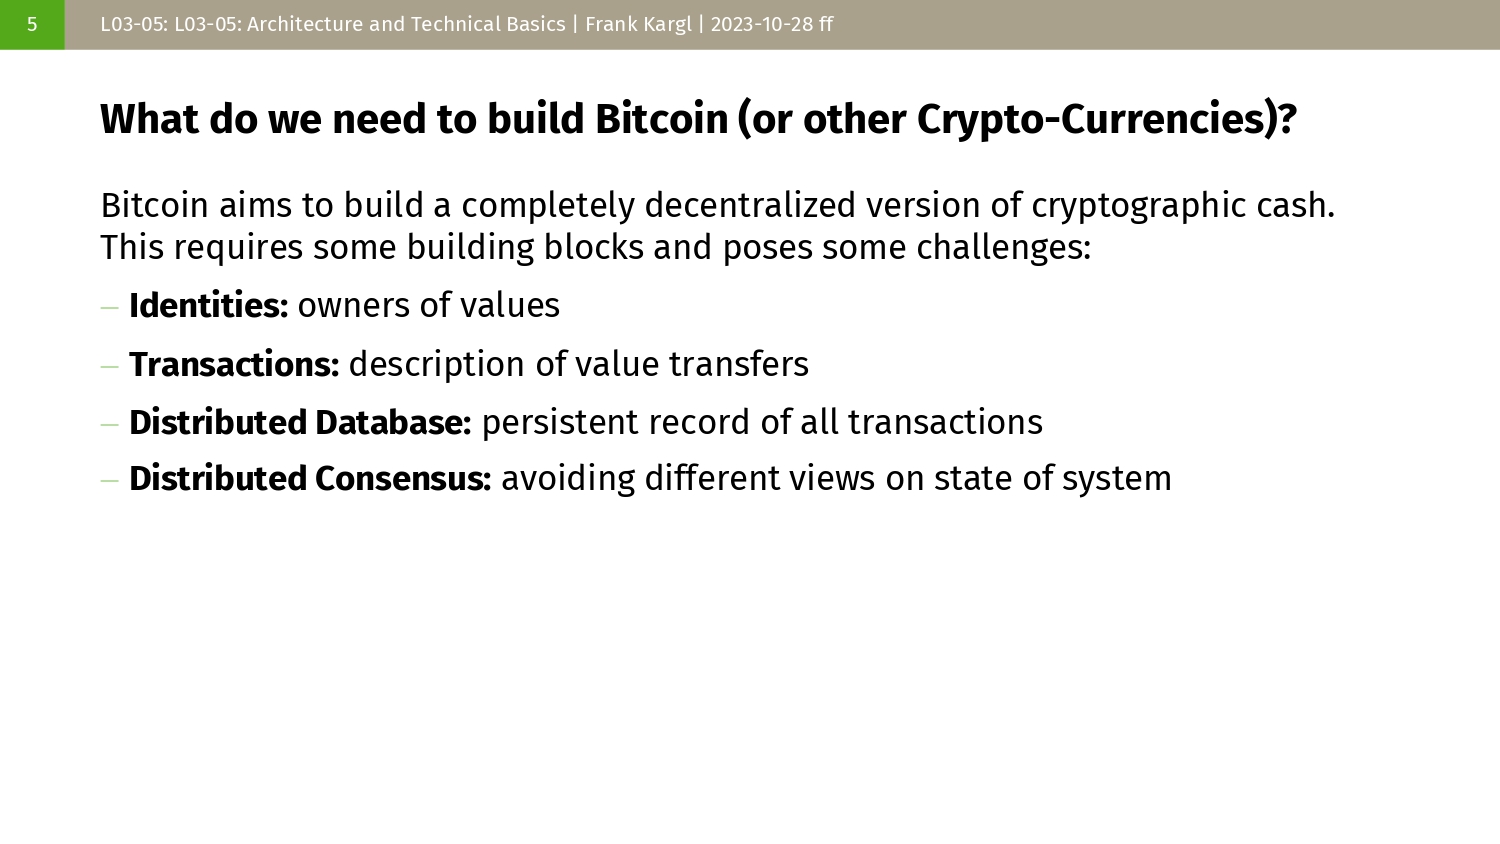 5
L03-05: L03-05: Architecture and Technical Basics | Frank Kargl | 2023-10-28 ff
What do we need to build Bitcoin (or other Crypto-Currencies)?
Bitcoin aims to build a completely decentralized version of cryptographic cash.
This requires some building blocks and poses some challenges:
– Identities: owners of values
– Transactions: description of value transfers
– Distributed Database: persistent record of all transactions
– Distributed Consensus: avoiding different views on state of system